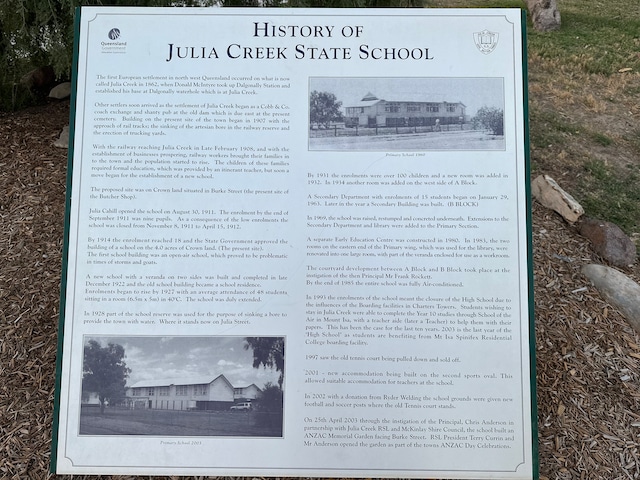 Queensland
Government
HISTORY OF
JULIA CREEK STATE SCHOOL
The first European settlement in north west Queensland occurred on what is now
called Julia Creek in 1862, when Donald McIntyre took up Dalgonally Station and
established his base at Dalgonally waterhole which is at Julia Creek.
Other settlers soon arrived as the settlement of Julia Creek began as a Cobb & Co.
coach exchange and shanty pub at the old dam which is due east at the present
cemetery. Building on the present site of the town began in 1907 with the
approach of rail tracks; the sinking of the artesian bore in the railway reserve and
the erection of trucking yards.
With the railway reaching Julia Creek in Late February 1908, and with the
establishment of businesses prospering, railway workers brought their families in
to the town and the population started to rise. The children of these families
required formal education, which was provided by an itinerant teacher, but soon a
move began for the establishment of a new school.
The proposed site was on Crown land situated in Burke Street (the present site of
the Butcher Shop).
Julia Cahill opened the school on August 30, 1911. The enrolment by the end of
September 1911 was nine pupils. As a consequence of the low enrolments the
school was closed from November 8, 1911 to April 15, 1912.
By 1914 the enrolment reached 18 and the State Government approved the
building of a school on the 4.0 acres of Crown land. (The present site).
The first school building was an open-air school, which proved to be problematic
in times of storms and goats.
A new school with a veranda on two sides was built and completed in late
December 1922 and the old school building became a school residence.
Enrolments began to rise by 1927 with an average attendance of 48 students,
sitting in a room (6.5m x 5m) in 40°C. The school was duly extended.
In 1928 part of the school reserve was used for the purpose of sinking a bore to
provide the town with water. Where it stands now on Julia Street.
Primary School 2003
Primary School 1969
By 1931 the enrolments were over 100 children and a new room was added in
1932. In 1934 another room was added on the west side of A Block.
A Secondary Department with enrolments of 15 students began on January 29,
1963. Later in the year a Secondary Building was built. (B BLOCK)
In 1969, the school was raised, restumped and concreted underneath. Extensions to the
Secondary Department and library were added to the Primary Section.
A separate Early Education Centre was constructed in 1980. In 1983, the two
rooms on the eastern end of the Primary wing, which was used for the library, were
renovated into one large room, with part of the veranda enclosed for use as a workroom.
The courtyard development between A Block and B Block took place at the
instigation of the then Principal Mr Frank Rockett.
By the end of 1985 the entire school was fully Air-conditioned.
In 1993 the enrolments of the school meant the closure of the High School due to
the influences of the Boarding facilities in Charters Towers. Students wishing to
stay in Julia Creek were able to complete the Year 10 studies through School of the
Air in Mount Isa, with a teacher aide (later a Teacher) to help them with their
papers. This has been the case for the last ten years. 2003 is the last year of the
'High School' as students are benefiting from Mt Isa Spinifex Residential
College boarding facility.
1997 saw the old tennis court being pulled down and sold off.
2001 - new accommodation being built on the second sports oval. This
allowed suitable accommodation for teachers at the school.
In 2002 with a donation from Risley Welding the school grounds were given new
football and soccer posts where the Old Tennis court stands.
On 25th April 2003 through the instigation of the Principal, Chris Anderson in
partnership with Julia Creek RSL and McKinlay Shire Council, the school built an
ANZAC Memorial Garden facing Burke Street. RSL President Terry Curtin and
Mr Anderson opened the garden as part of the towns ANZAC Day Celebrations.